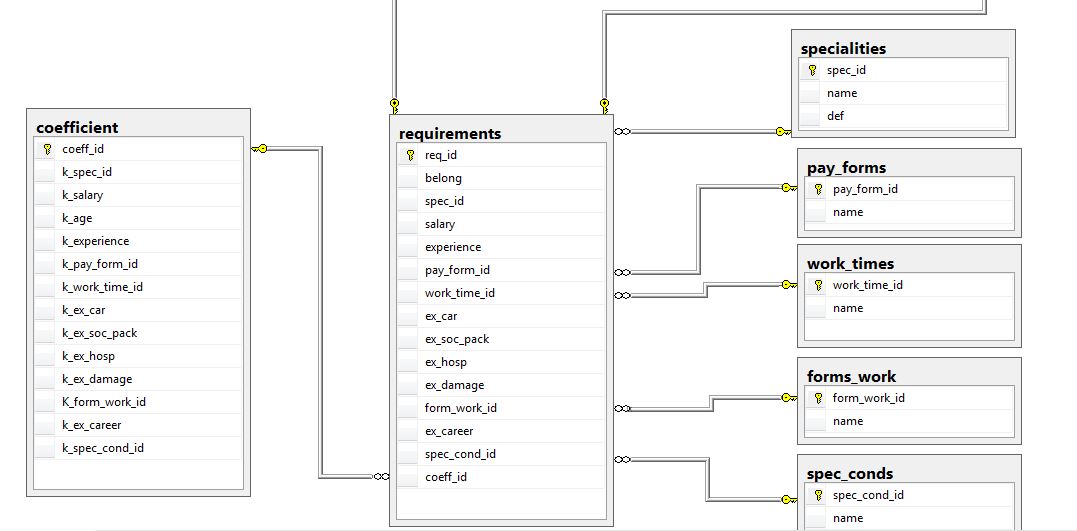 coefficient
coeff_id
k_spec_id
k_salary
k_age
k_experience
k_pay_form_id
k_work_time_id
k_ex_car
k_ex_soc_pack
k_ex_hosp
k_ex_damage
K_form_work_id
k_ex_career
k_spec_cond_id
requirements
req_id
belong
spec_id
salary
experience
pay_form_id
work_time_id
ex_car
ex_soc_pack
ex_hosp
ex_damage
form_work_id
ex_career
spec_cond_id
coeff_id
specialities
spec_id
name
def
pay_forms
pay_form_id
name
work_times
work_time_id
name
forms_work
form_work_id
name
spec_conds
spec_cond_id
name